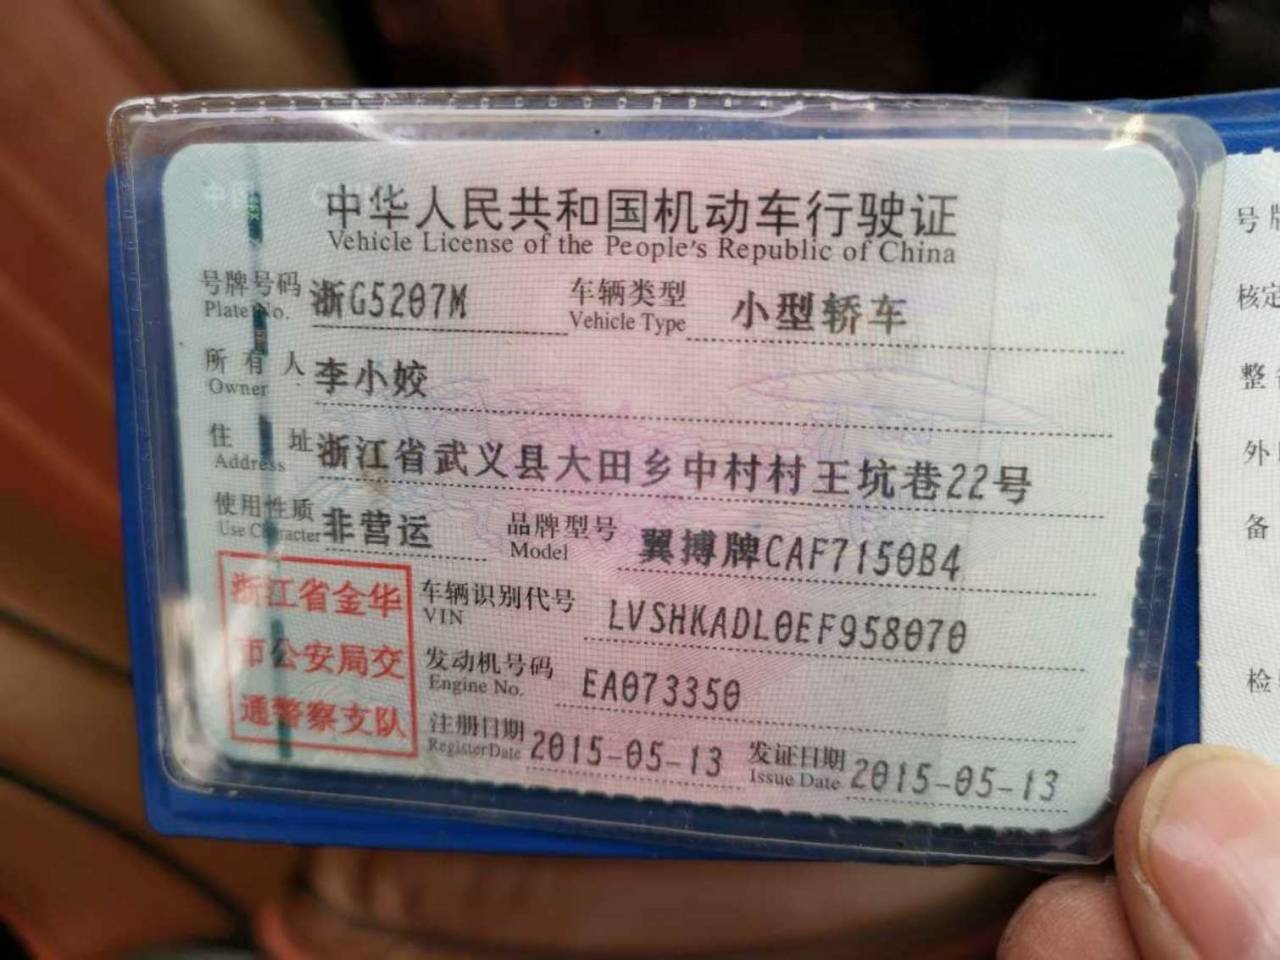 中华人民共和国机动车行驶证
Vehicle License of the People's Republic of China
号牌号码 浙G5207M 车辆类型 小型轿车
Plate No. Vehicle Type
所有人 李小姣
Owner
住址 浙江省武义县大田乡中村村王坑巷22号
Address
使用性质 非营运 品牌型号 翼搏牌CAF7150B4
Use Character Model
浙江省金华
市公安局交
通警察支队
车辆识别代号 LVSHKADL0EF958070
VIN
发动机号码 EA073350
Engine No.
注册日期 2015-05-13 发证日期 2015-05-13
Register Date Issue Date
号牌
核定
整
外
备
检